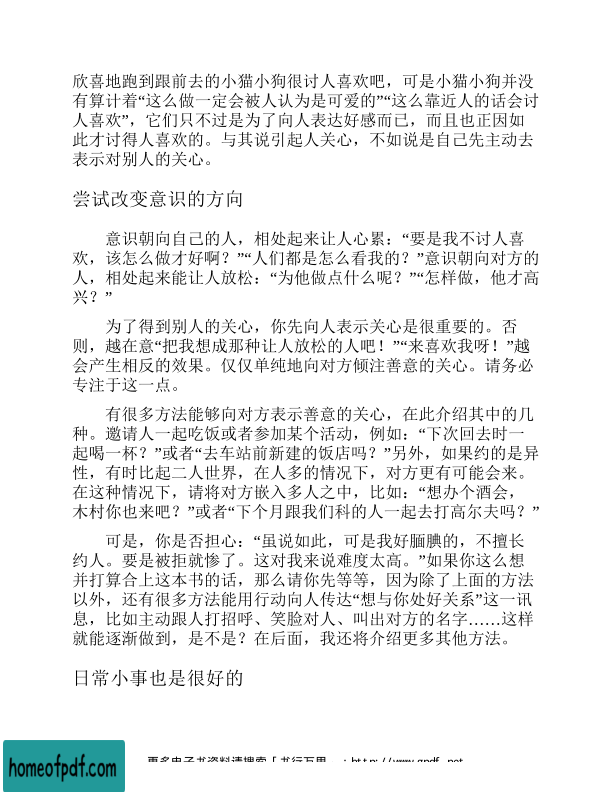 欣喜地跑到跟前去的小猫小狗很讨人喜欢吧，可是小猫小狗并没
有算计着“这么做一定会被人认为是可爱的”“这么靠近人的话会讨
人喜欢”，它们只不过是为了向人表达好感而已，而且也正因如
此才讨得人喜欢的。与其说引起人关心，不如说是自己先主动去
表示对别人的关心。
尝试改变意识的方向
意识朝向自己的人，相处起来让人心累：“要是我不讨人喜
欢，该怎么做才好啊？”“人们都是怎么看我的？”意识朝向对方的
人，相处起来能让人放松：“为他做点什么呢？”“怎样做，他才高
兴？”
为了得到别人的关心，你先向人表示关心是很重要的。否
则，越在意“把我想成那种让人放松的人吧！”“来喜欢我呀！”越
会产生相反的效果。仅仅单纯地向对方倾注善意的关心。请务必
专注于这一点。
有很多方法能够向对方表示善意的关心，在此介绍其中的几
种。邀请人一起吃饭或者参加某个活动，例如：“下次回去时一
起喝一杯？”或者“去车站前新建的饭店吗？”另外，如果约的是异
性，有时比起二人世界，在人多的情况下，对方更有可能会来。
在这种情况下，请将对方嵌入多人之中，比如：“想办个酒会，
木村你也来吧？”或者“下个月跟我们科的人一起去打高尔夫吗？”
可是，你是否担心：“虽说如此，可是我好腼腆的，不擅长
约人。要是被拒就惨了。这对我来说难度太高。”如果你这么想
并打算合上这本书的话，那么请你先等等，因为除了上面的方法
以外，还有很多方法能用行动向人传达“想与你处好关系”这一讯
息，比如主动跟人打招呼、笑脸对人、叫出对方的名字……这样
就能逐渐做到，是不是？在后面，我还将介绍更多其他方法。
日常小事也是很好的
更多电子书资料请搜索「书行万里
homeofpdf.com